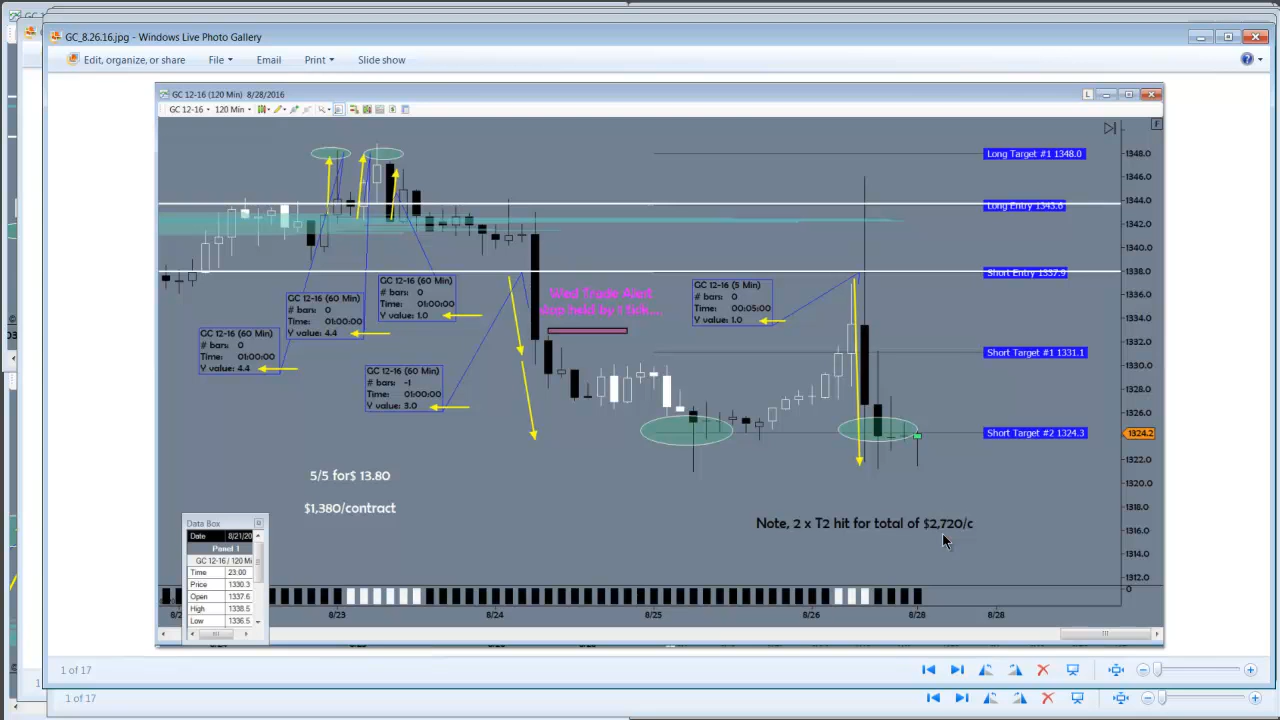 GC_8.26.16.jpg - Windows Live Photo Gallery
Edit, organize, or share File Email Print Slide show
GC 12-16 (120 Min) 8/28/2016
GC 12-16 120 Min
L
F
Long Target #1 1348.0
Long Entry 1343.6
Short Entry 1337.9
Short Target #1 1331.1
Short Target #2 1324.3
1348.0
1346.0
1344.0
1342.0
1340.0
1338.0
1336.0
1334.0
1332.0
1330.0
1328.0
1326.0
1324.2
1322.0
1320.0
1318.0
1316.0
1314.0
1312.0
0
GC 12-16 (60 Min)
# bars: 0
Time: 01:00:00
Y value: 1.0
GC 12-16 (60 Min)
# bars: 0
Time: 01:00:00
Y value: 4.4
GC 12-16 (60 Min)
# bars: 0
Time: 01:00:00
Y value: 4.4
GC 12-16 (60 Min)
# bars: -1
Time: 01:00:00
Y value: 3.0
Wed Trade Alert
GC 12-16 (5 Min)
# bars: 0
Time: 00:05:00
Y value: 1.0
5/5 for$ 13.80
$1,380/contract
Note, 2 x T2 hit for total of $2,720/c
Data Box
Date 8/21/20
Panel 1
GC 12-16 / 120 Mi
Time 23:00
Price 1330.3
Open 1337.6
High 1338.5
Low 1336.5
8/23 8/24 8/25 8/26 8/28 8/28
1 of 17
1 of 17